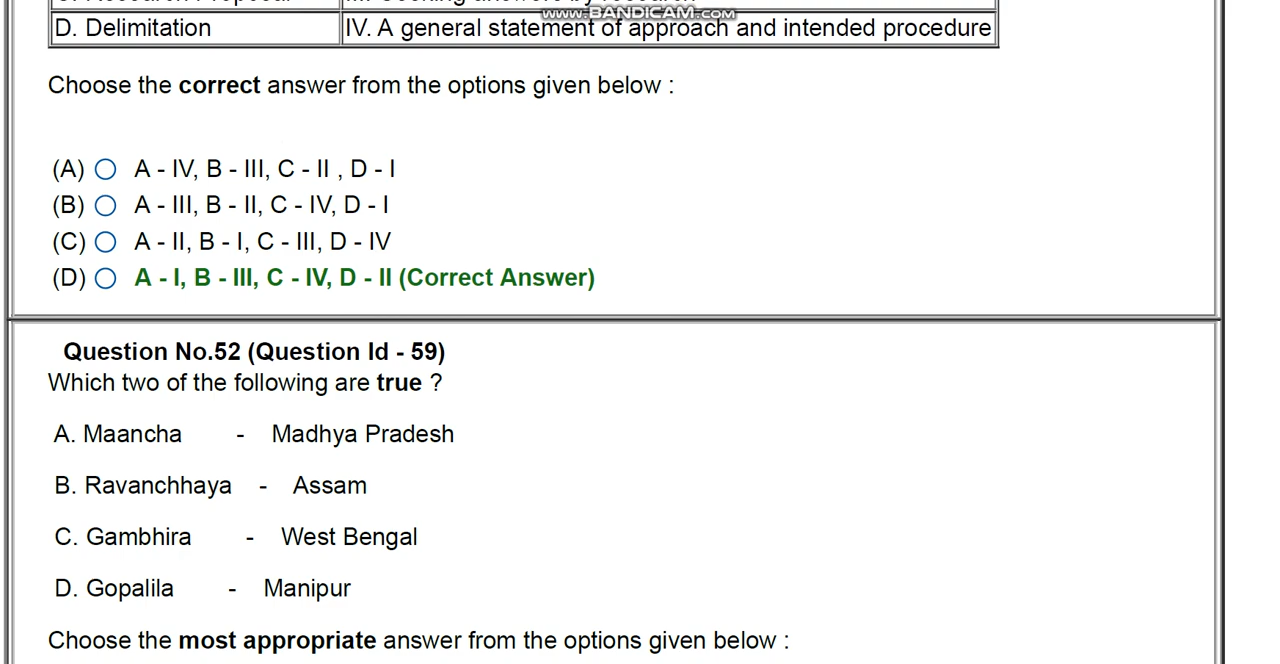 www.BANDICAM.com
D. Delimitation IV. A general statement of approach and intended procedure
Choose the correct answer from the options given below :
(A) A - IV, B - III, C - II , D - I
(B) A - III, B - II, C - IV, D - I
(C) A - II, B - I, C - III, D - IV
(D) A - I, B - III, C - IV, D - II (Correct Answer)
Question No.52 (Question Id - 59)
Which two of the following are true ?
A. Maancha - Madhya Pradesh
B. Ravanchhaya - Assam
C. Gambhira - West Bengal
D. Gopalila - Manipur
Choose the most appropriate answer from the options given below :